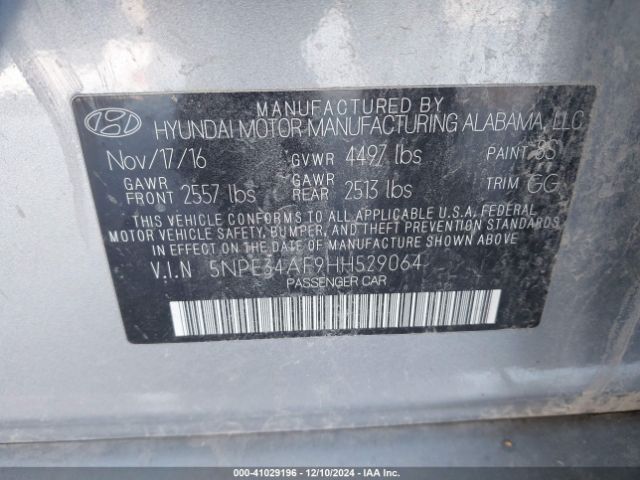 MANUFACTURED BY
HYUNDAI MOTOR MANUFACTURING ALABAMA, LLC
Nov/17/16 GVWR 4497 lbs PAINT
GAWR FRONT 2557 lbs GAWR REAR 2513 lbs TRIM GG
THIS VEHICLE CONFORMS TO ALL APPLICABLE U.S.A. FEDERAL
MOTOR VEHICLE SAFETY, BUMPER, AND THEFT PREVENTION STANDARDS
IN EFFECT ON THE DATE OF MANUFACTURE SHOWN ABOVE.
V.I.N 5NPE34AF9HH529064
PASSENGER CAR
000-41029196 - 12/10/2024 - IAA Inc.